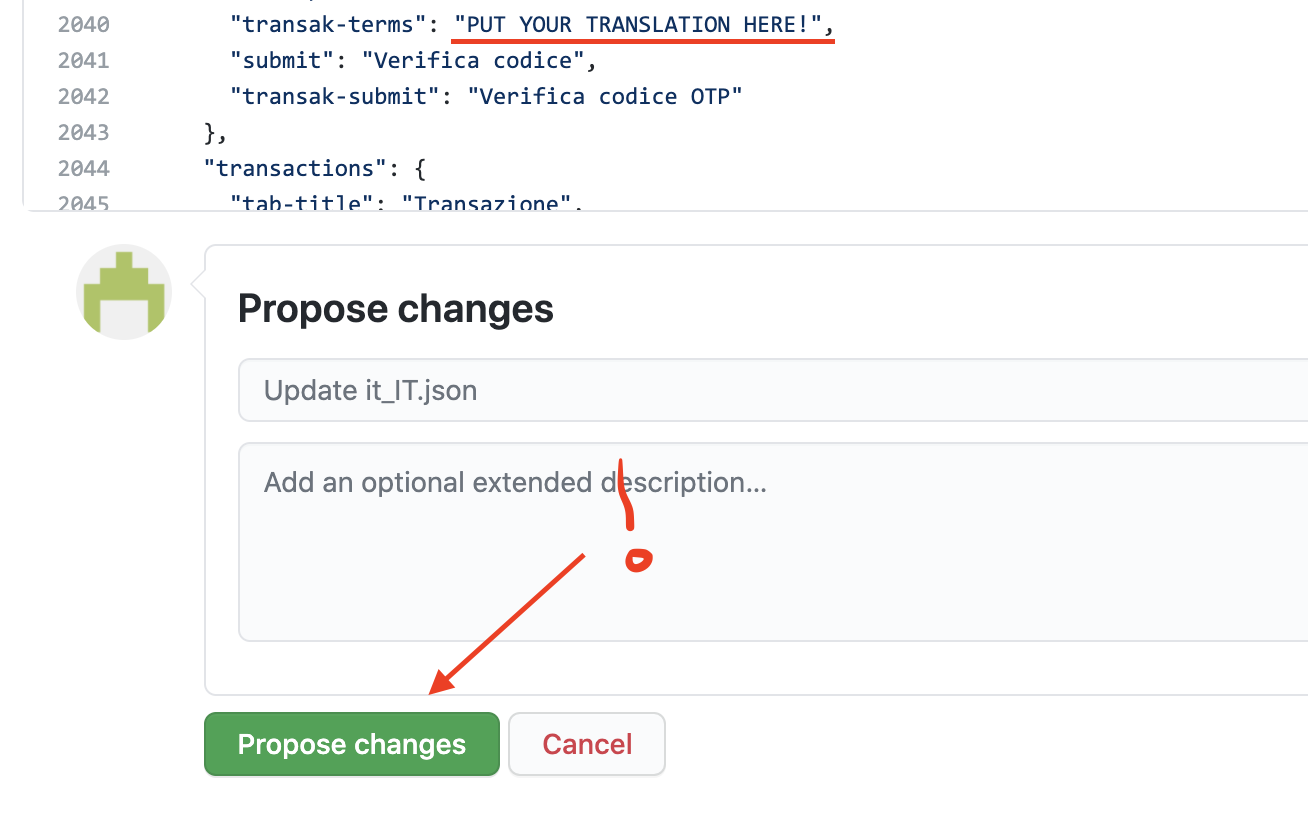 2040 "transak-terms": "PUT YOUR TRANSLATION HERE!",
2041 "submit": "Verifica codice",
2042 "transak-submit": "Verifica codice OTP"
2043 },
2044 "transactions": {
2045 "tab-title": "Transazione",
Propose changes
Update it_IT.json
Add an optional extended description...
Propose changes
Cancel